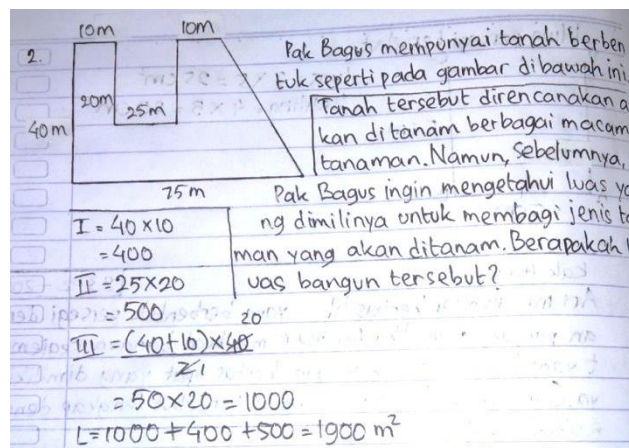 10m 10m
2. Pak Bagus mempunyai tanah berben
tuk seperti pada gambar dibawah ini.
20m 25m Tanah tersebut direncanakan a
40m kan ditanam berbagai macam
tanaman. Namun, Sebelumnya,
75m Pak Bagus ingin mengetahui luas ya
I = 40 x 10 ng dimilinya untuk membagi jenis ta
= 400 man yang akan ditanam. Berapakah l
II = 25 x 20 uas bangun tersebut?
= 500
III = (40+10) x 40 20
2 1
= 50 x 20 = 1000
L = 1000 + 400 + 500 = 1900 m²